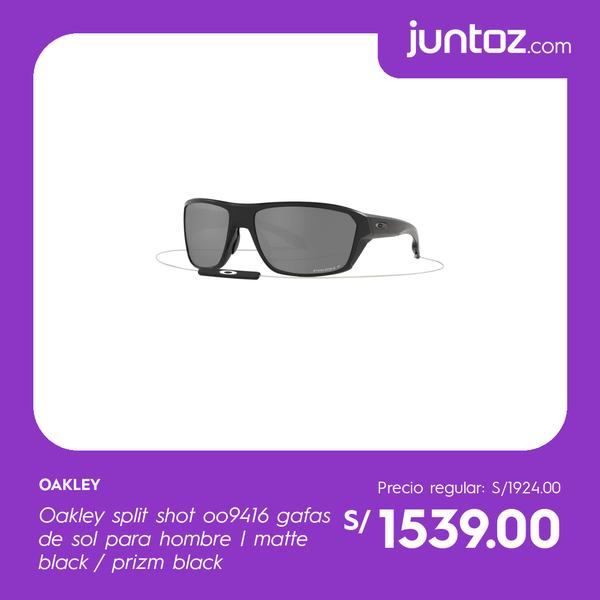 juntoz.com
OAKLEY
Oakley split shot oo9416 gafas
de sol para hombre | matte
black / prizm black
Precio regular: S/1924.00
S/ 1539.00